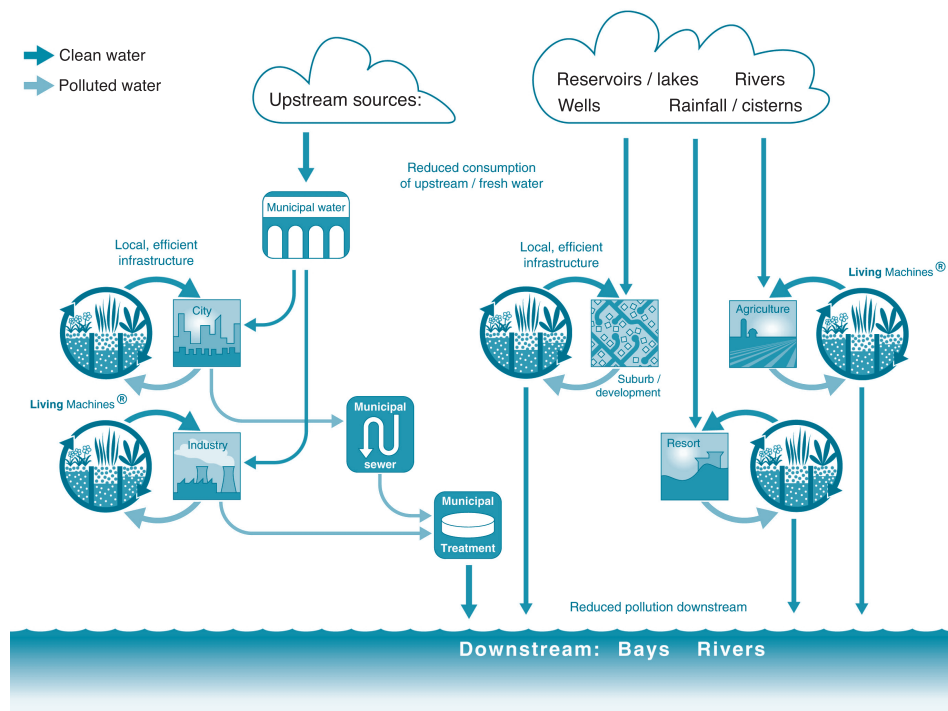 Clean water
Polluted water
Upstream sources:
Reservoirs / lakes Rivers
Wells Rainfall / cisterns
Reduced consumption
of upstream / fresh water
Municipal water
Local, efficient
infrastructure
City
Living Machines ®
Industry
Municipal
sewer
Municipal
Treatment
Local, efficient
infrastructure
Suburb /
development
Living Machines ®
Agriculture
Resort
Reduced pollution downstream
Downstream: Bays Rivers